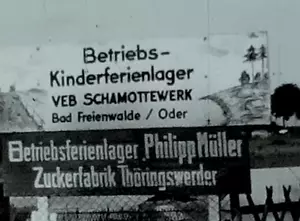 Betriebs-
Kinderferienlager
VEB SCHAMOTTEWERK
Bad Freienwalde / Oder
Betriebsferienlager „Philipp Müller
Zuckerfabrik Thöringswerder